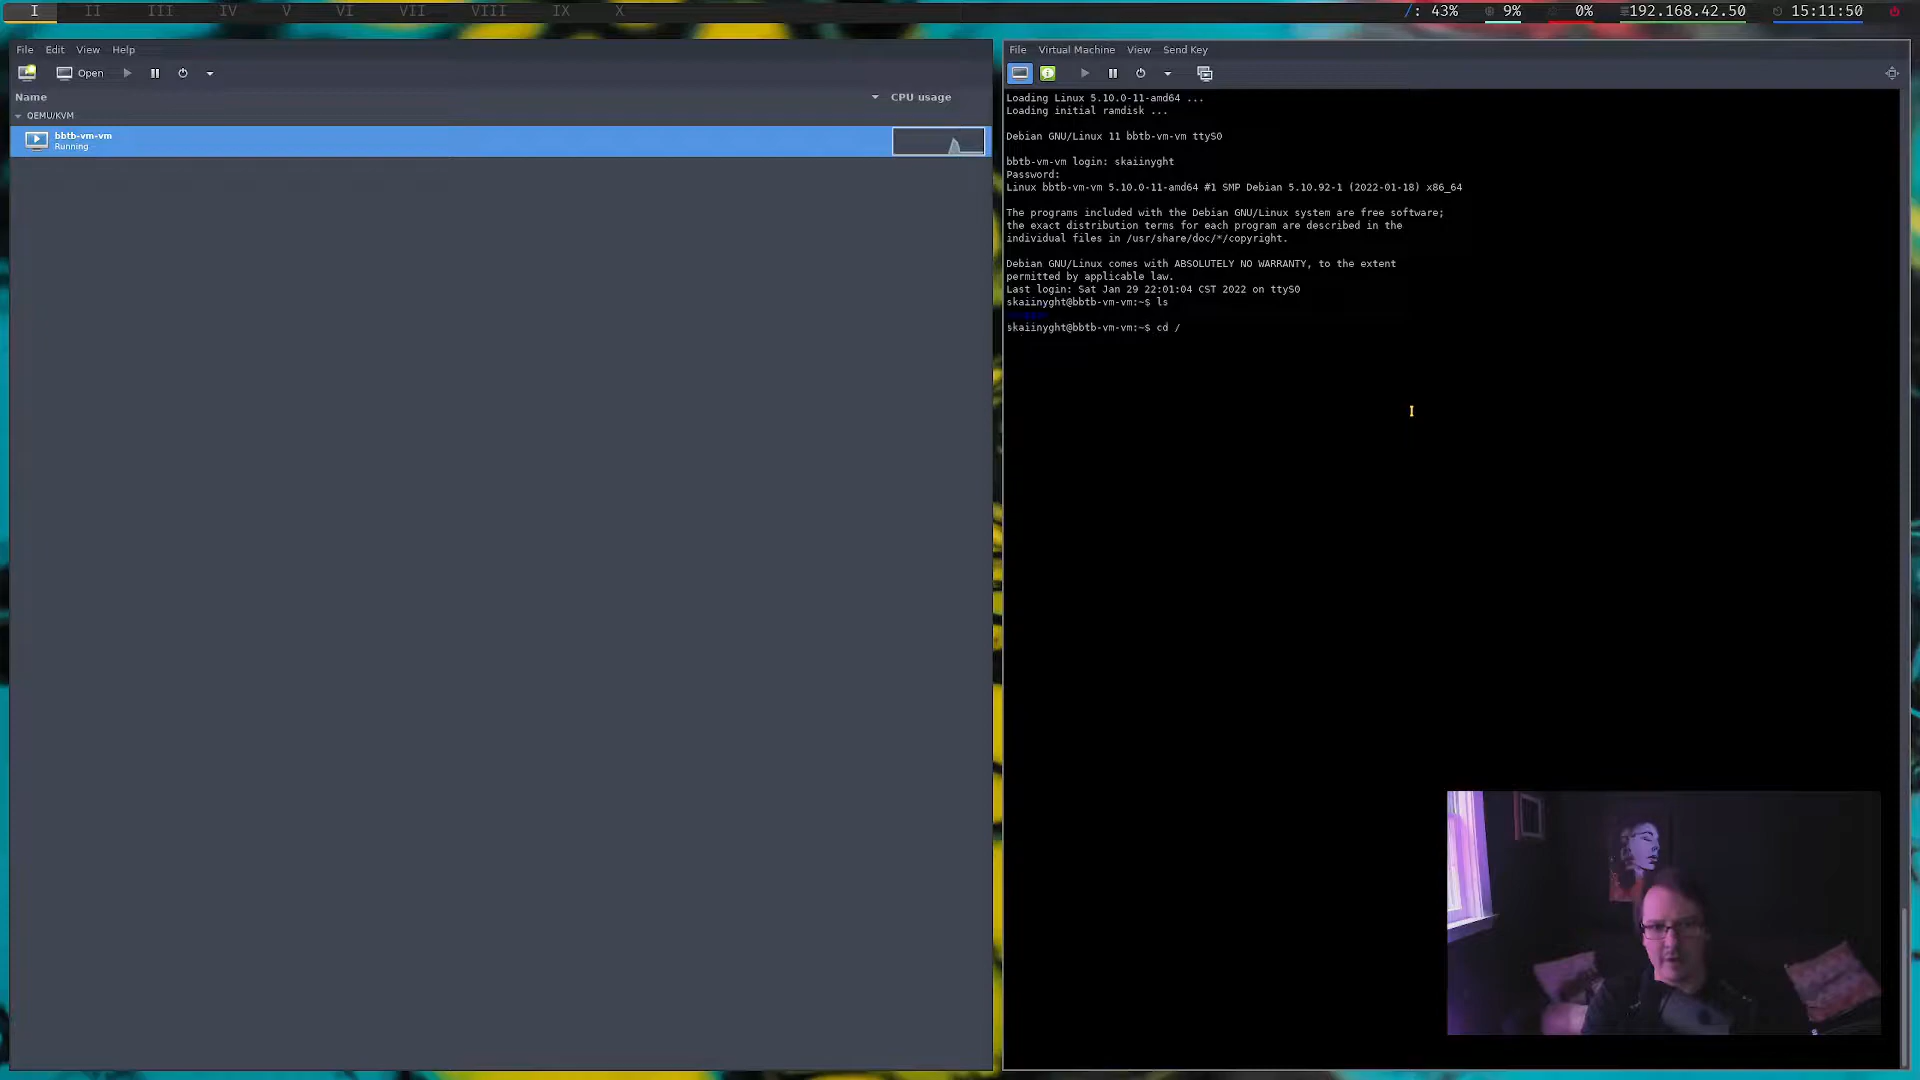 I II III IV V VI VII VIII IX X
/: 43% 9% 0% 192.168.42.50 15:11:50
File Edit View Help
Open
Name CPU usage
QEMU/KVM
bbtb-vm-vm
Running
File Virtual Machine View Send Key
Loading Linux 5.10.0-11-amd64 ...
Loading initial ramdisk ...
Debian GNU/Linux 11 bbtb-vm-vm ttyS0
bbtb-vm-vm login: skaiinyght
Password:
Linux bbtb-vm-vm 5.10.0-11-amd64 #1 SMP Debian 5.10.92-1 (2022-01-18) x86_64
The programs included with the Debian GNU/Linux system are free software;
the exact distribution terms for each program are described in the
individual files in /usr/share/doc/*/copyright.
Debian GNU/Linux comes with ABSOLUTELY NO WARRANTY, to the extent
permitted by applicable law.
Last login: Sat Jan 29 22:01:04 CST 2022 on ttyS0
skaiinyght@bbtb-vm-vm:~$ ls
skaiinyght@bbtb-vm-vm:~$ cd /